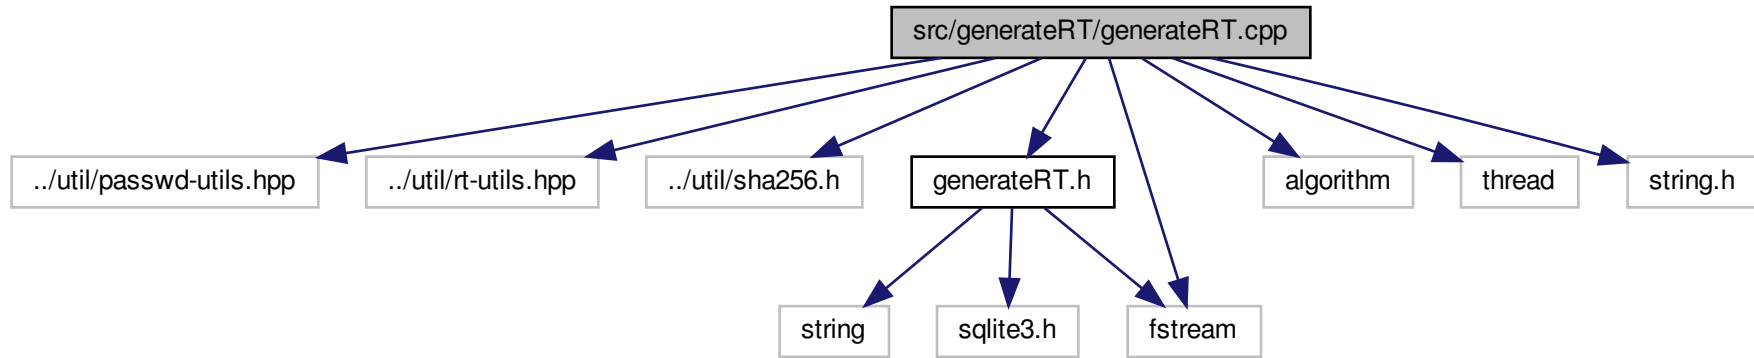 src/generateRT/generateRT.cpp
../util/passwd-utils.hpp
../util/rt-utils.hpp
../util/sha256.h
generateRT.h
algorithm
thread
string.h
string
sqlite3.h
fstream